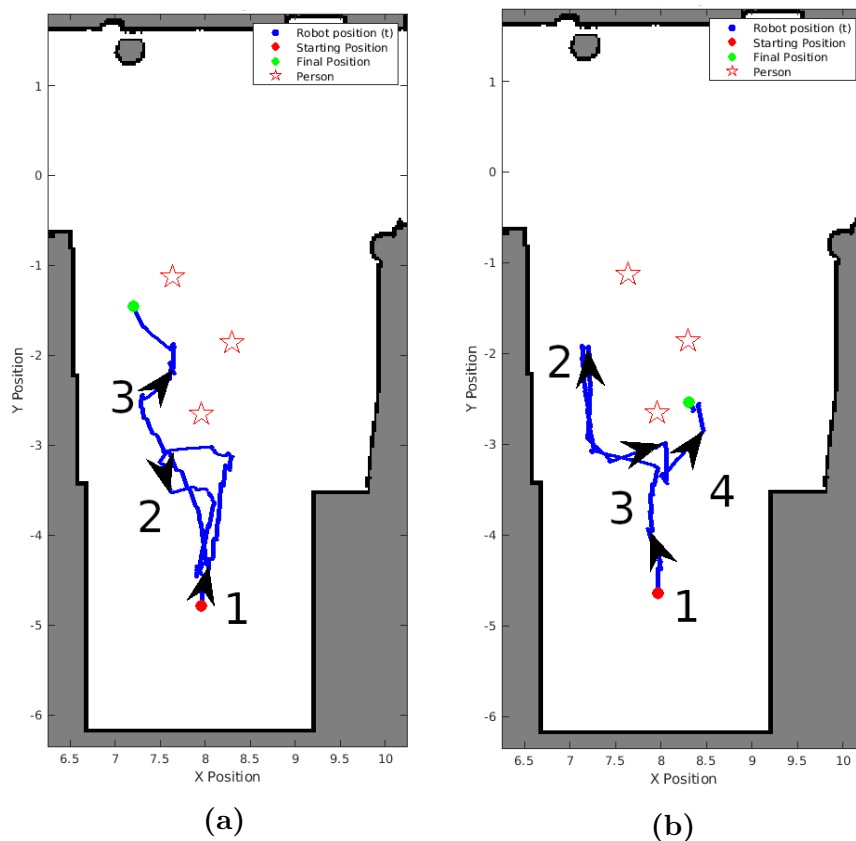 Robot position (t)
Starting Position
Final Position
Person
1
0
-1
-2
-3
-4
-5
-6
Y Position
6.5 7 7.5 8 8.5 9 9.5 10
X Position
3
2
1
(a)
Robot position (t)
Starting Position
Final Position
Person
1
0
-1
-2
-3
-4
-5
-6
Y Position
6.5 7 7.5 8 8.5 9 9.5 10
X Position
2
3
4
1
(b)